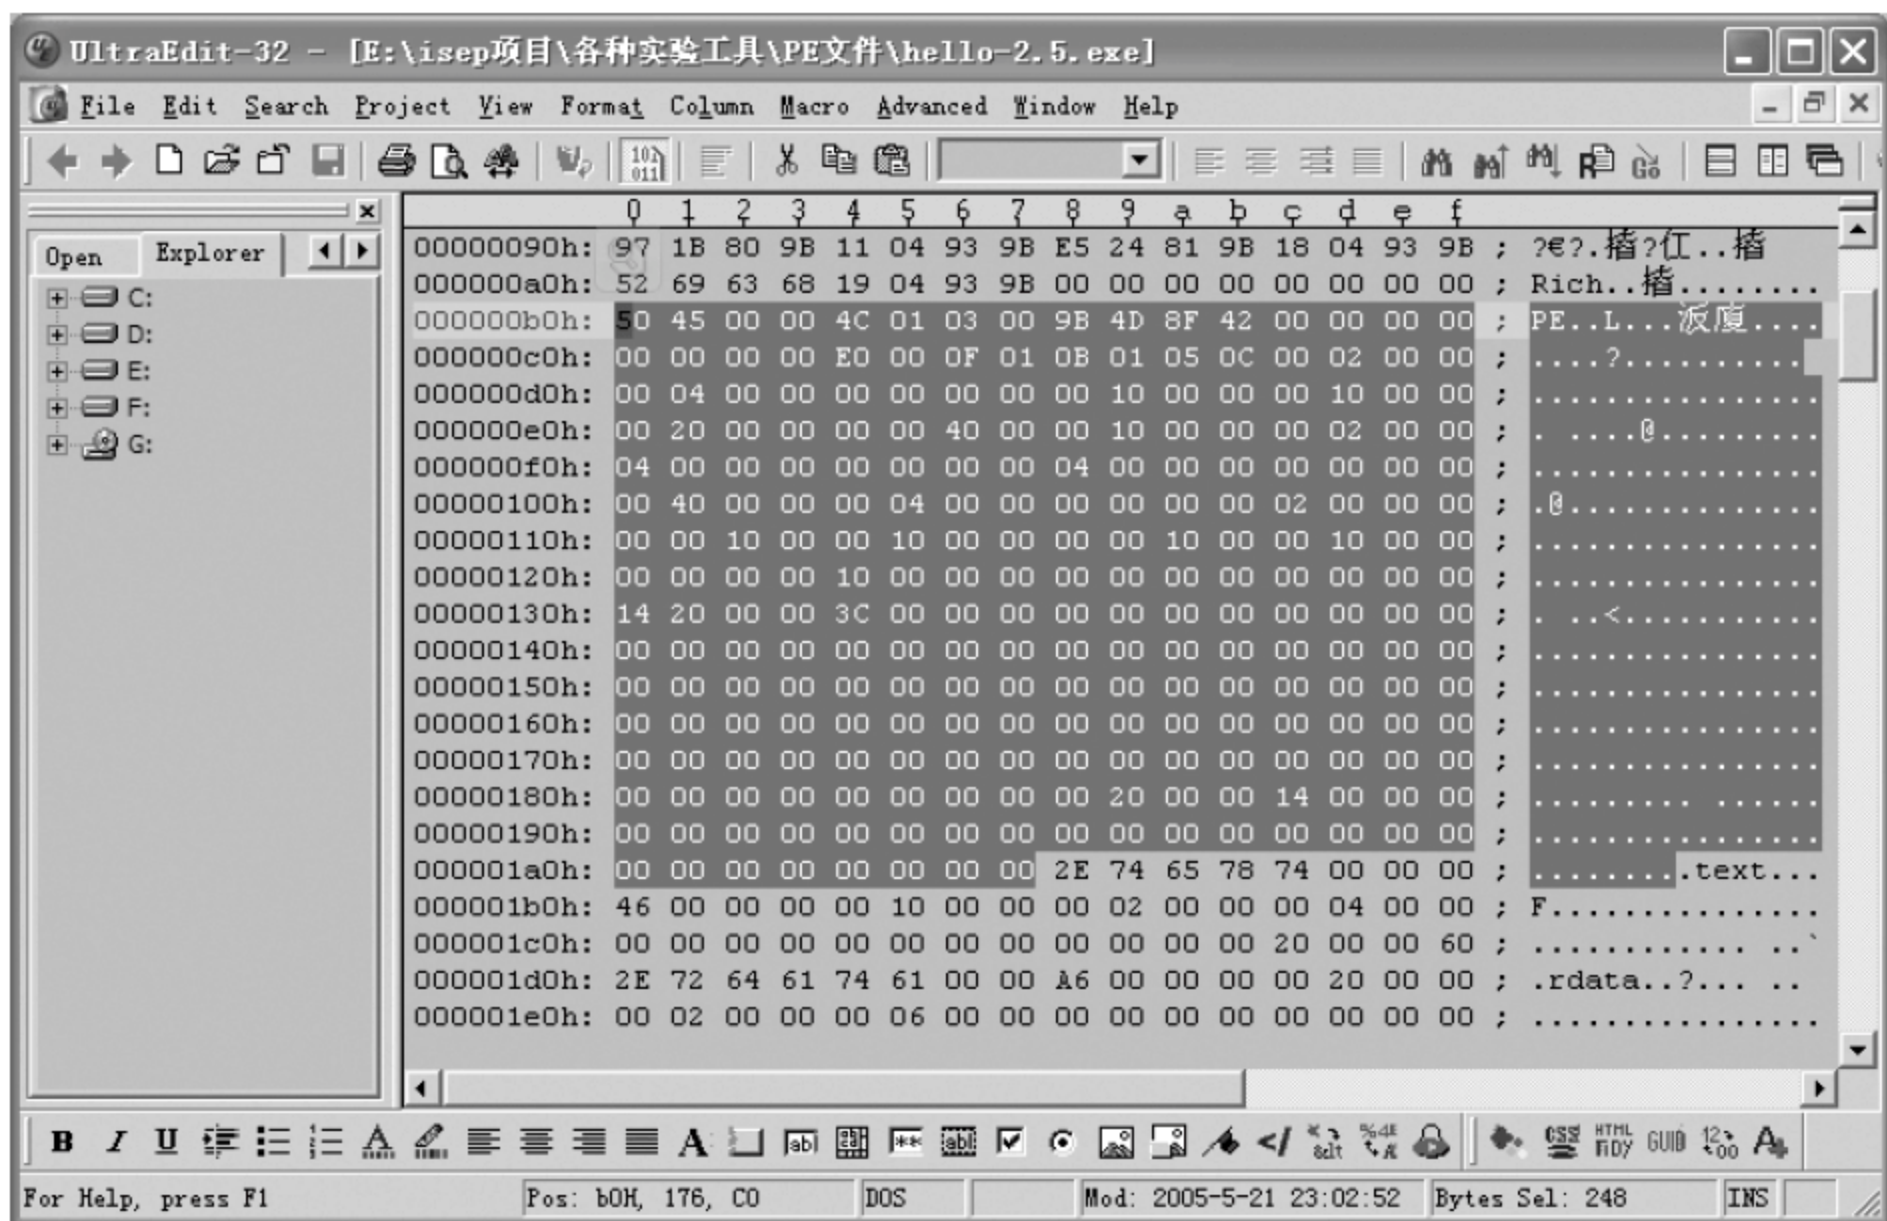 UltraEdit-32 - [E:\isep项目\各种实验工具\PE文件\hello-2.5.exe]
File Edit Search Project View Format Column Macro Advanced Window Help
Open Explorer
C:
D:
E:
F:
G:
0 1 2 3 4 5 6 7 8 9 a b c d e f
00000090h: 97 1B 80 9B 11 04 93 9B E5 24 81 9B 18 04 93 9B ; ?€?.搐?仜..搐
000000a0h: 52 69 63 68 19 04 93 9B 00 00 00 00 00 00 00 00 ; Rich..搐........
000000b0h: 50 45 00 00 4C 01 03 00 9B 4D 8F 42 00 00 00 00 ; PE..L...汳廈....
000000c0h: 00 00 00 00 E0 00 0F 01 0B 01 05 0C 00 02 00 00 ; ....?..........
000000d0h: 00 04 00 00 00 00 00 00 00 10 00 00 00 10 00 00 ; ................
000000e0h: 00 20 00 00 00 00 40 00 00 10 00 00 00 02 00 00 ; . ....@.........
000000f0h: 04 00 00 00 00 00 00 00 04 00 00 00 00 00 00 00 ; ................
00000100h: 00 40 00 00 00 04 00 00 00 00 00 00 02 00 00 00 ; .@..............
00000110h: 00 00 10 00 00 10 00 00 00 00 10 00 00 10 00 00 ; ................
00000120h: 00 00 00 00 10 00 00 00 00 00 00 00 00 00 00 00 ; ................
00000130h: 14 20 00 00 3C 00 00 00 00 00 00 00 00 00 00 00 ; . ..<...........
00000140h: 00 00 00 00 00 00 00 00 00 00 00 00 00 00 00 00 ; ................
00000150h: 00 00 00 00 00 00 00 00 00 00 00 00 00 00 00 00 ; ................
00000160h: 00 00 00 00 00 00 00 00 00 00 00 00 00 00 00 00 ; ................
00000170h: 00 00 00 00 00 00 00 00 00 00 00 00 00 00 00 00 ; ................
00000180h: 00 00 00 00 00 00 00 00 00 20 00 00 14 00 00 00 ; ......... ......
00000190h: 00 00 00 00 00 00 00 00 00 00 00 00 00 00 00 00 ; ................
000001a0h: 00 00 00 00 00 00 00 00 2E 74 65 78 74 00 00 00 ; .........text...
000001b0h: 46 00 00 00 00 10 00 00 00 02 00 00 00 04 00 00 ; F...............
000001c0h: 00 00 00 00 00 00 00 00 00 00 00 00 20 00 00 60 ; ............ ..`
000001d0h: 2E 72 64 61 74 61 00 00 A6 00 00 00 00 20 00 00 ; .rdata..?... ..
000001e0h: 00 02 00 00 00 06 00 00 00 00 00 00 00 00 00 00 ; ................
For Help, press F1 Pos: b0H, 176, C0 DOS Mod: 2005-5-21 23:02:52 Bytes Sel: 248 INS